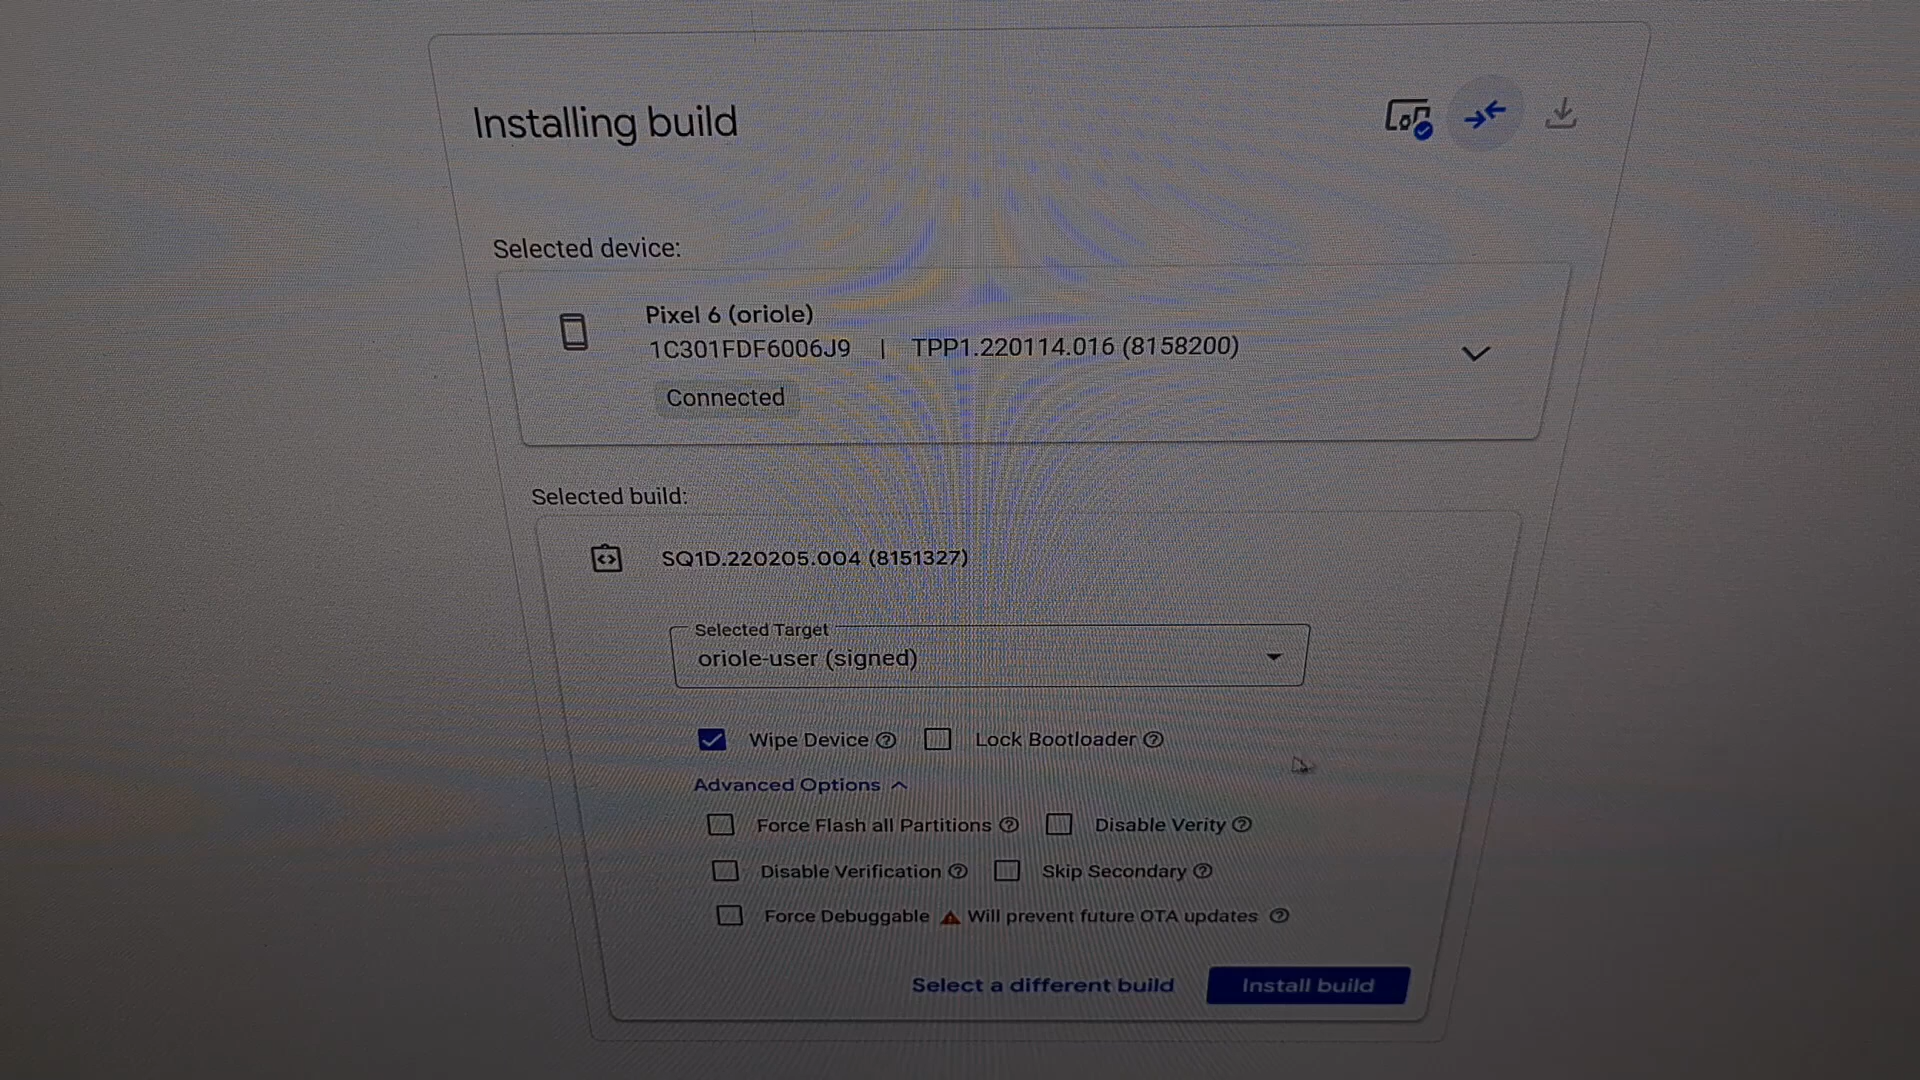 Installing build
Selected device:
Pixel 6 (oriole)
1C301FDF6006J9 | TPP1.220114.016 (8158200)
Connected
Selected build:
SQ1D.220205.004 (8151327)
Selected Target
oriole-user (signed)
Wipe Device Lock Bootloader
Advanced Options
Force Flash all Partitions Disable Verity
Disable Verification Skip Secondary
Force Debuggable Will prevent future OTA updates
Select a different build Install build